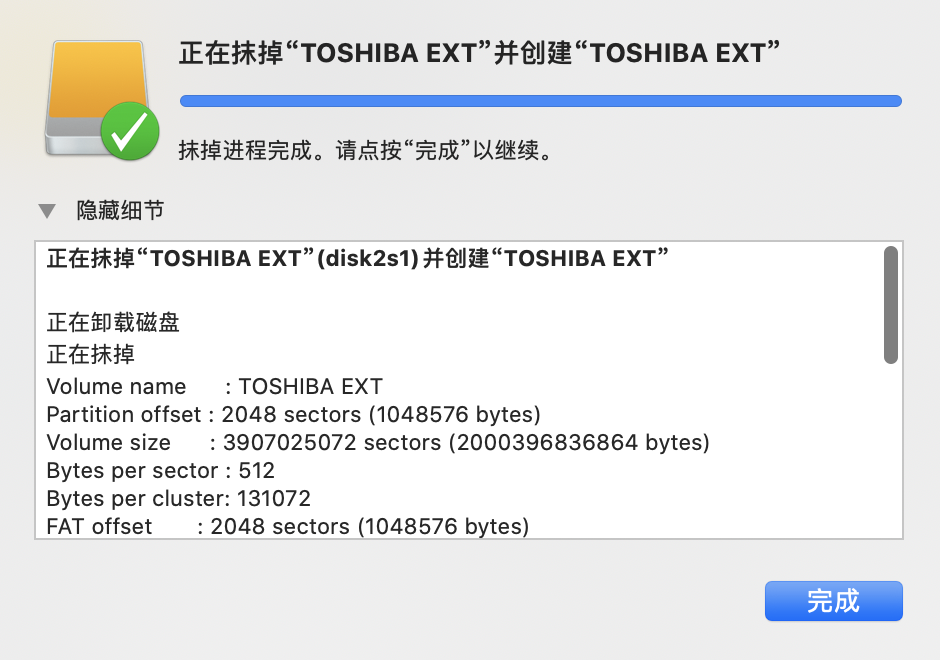 正在抹掉“TOSHIBA EXT”并创建“TOSHIBA EXT”
抹掉进程完成。请点按“完成”以继续。
隐藏细节
正在抹掉“TOSHIBA EXT”(disk2s1)并创建“TOSHIBA EXT”
正在卸载磁盘
正在抹掉
Volume name      : TOSHIBA EXT
Partition offset : 2048 sectors (1048576 bytes)
Volume size      : 3907025072 sectors (2000396836864 bytes)
Bytes per sector : 512
Bytes per cluster: 131072
FAT offset       : 2048 sectors (1048576 bytes)
完成